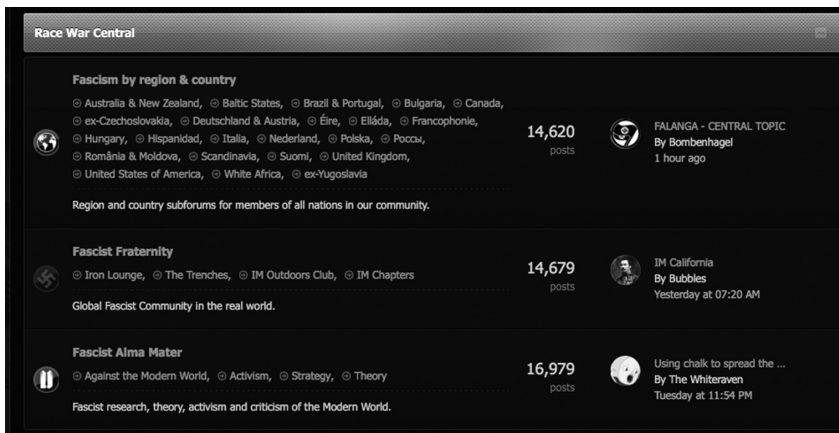 Race War Central
Fascism by region & country
Australia & New Zealand, Baltic States, Brazil & Portugal, Bulgaria, Canada,
ex-Czechoslovakia, Deutschland & Austria, Éire, Elláda, Francophonie,
Hungary, Hispanidad, Italia, Nederland, Polska, Россы,
România & Moldova, Scandinavia, Suomi, United Kingdom,
United States of America, White Africa, ex-Yugoslavia
Region and country subforums for members of all nations in our community.
14,620
posts
FALANGA - CENTRAL TOPIC
By Bombenhagel
1 hour ago
Fascist Fraternity
Iron Lounge, The Trenches, IM Outdoors Club, IM Chapters
Global Fascist Community in the real world.
14,679
posts
IM California
By Bubbles
Yesterday at 07:20 AM
Fascist Alma Mater
Against the Modern World, Activism, Strategy, Theory
Fascist research, theory, activism and criticism of the Modern World.
16,979
posts
Using chalk to spread the ...
By The Whiteraven
Tuesday at 11:54 PM